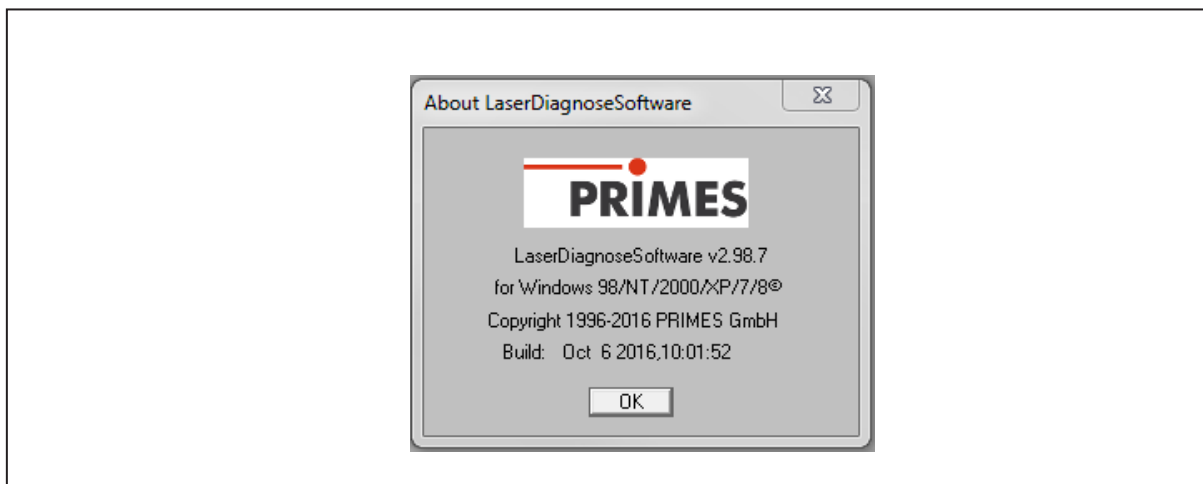 About LaserDiagnoseSoftware
PRIMES
LaserDiagnoseSoftware v2.98.7
for Windows 98/NT/2000/XP/7/8©
Copyright 1996-2016 PRIMES GmbH
Build: Oct 6 2016,10:01:52
OK